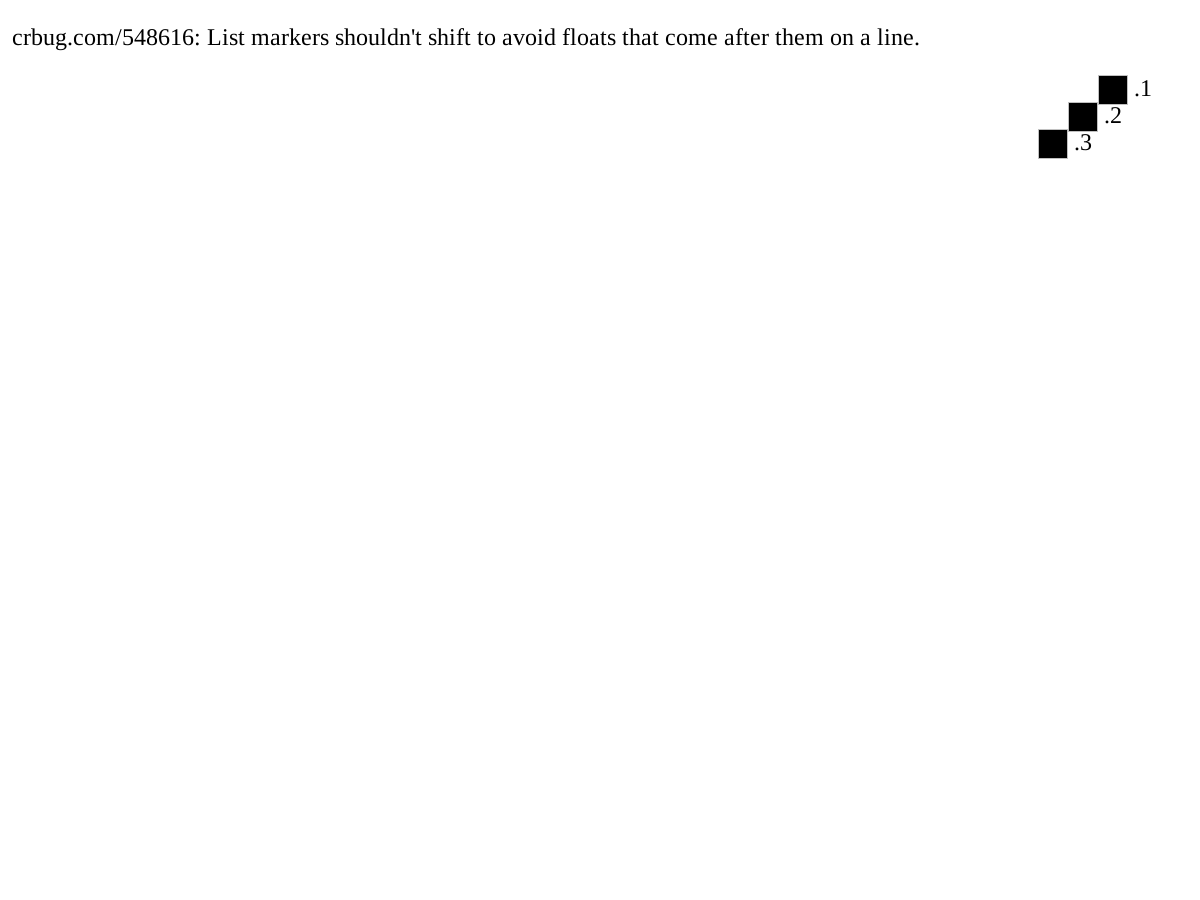 crbug.com/548616: List markers shouldn't shift to avoid floats that come after them on a line.
.1
.2
.3